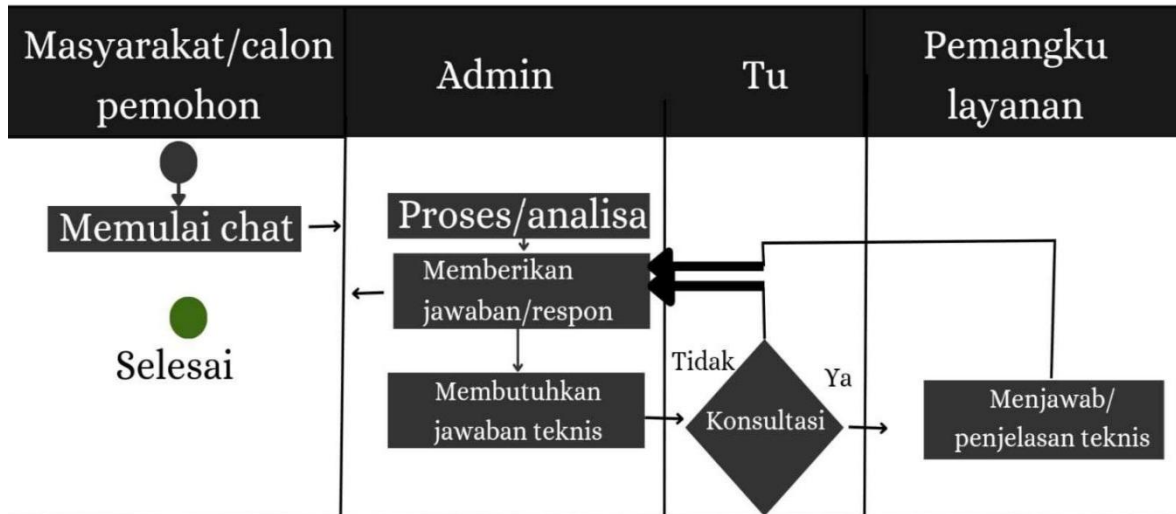 Masyarakat/calon
pemohon
Admin
Tu
Pemangku
layanan
Memulai chat
Selesai
Proses/analisa
Memberikan
jawaban/respon
Membutuhkan
jawaban teknis
Tidak
Konsultasi
Ya
Menjawab/
penjelasan teknis